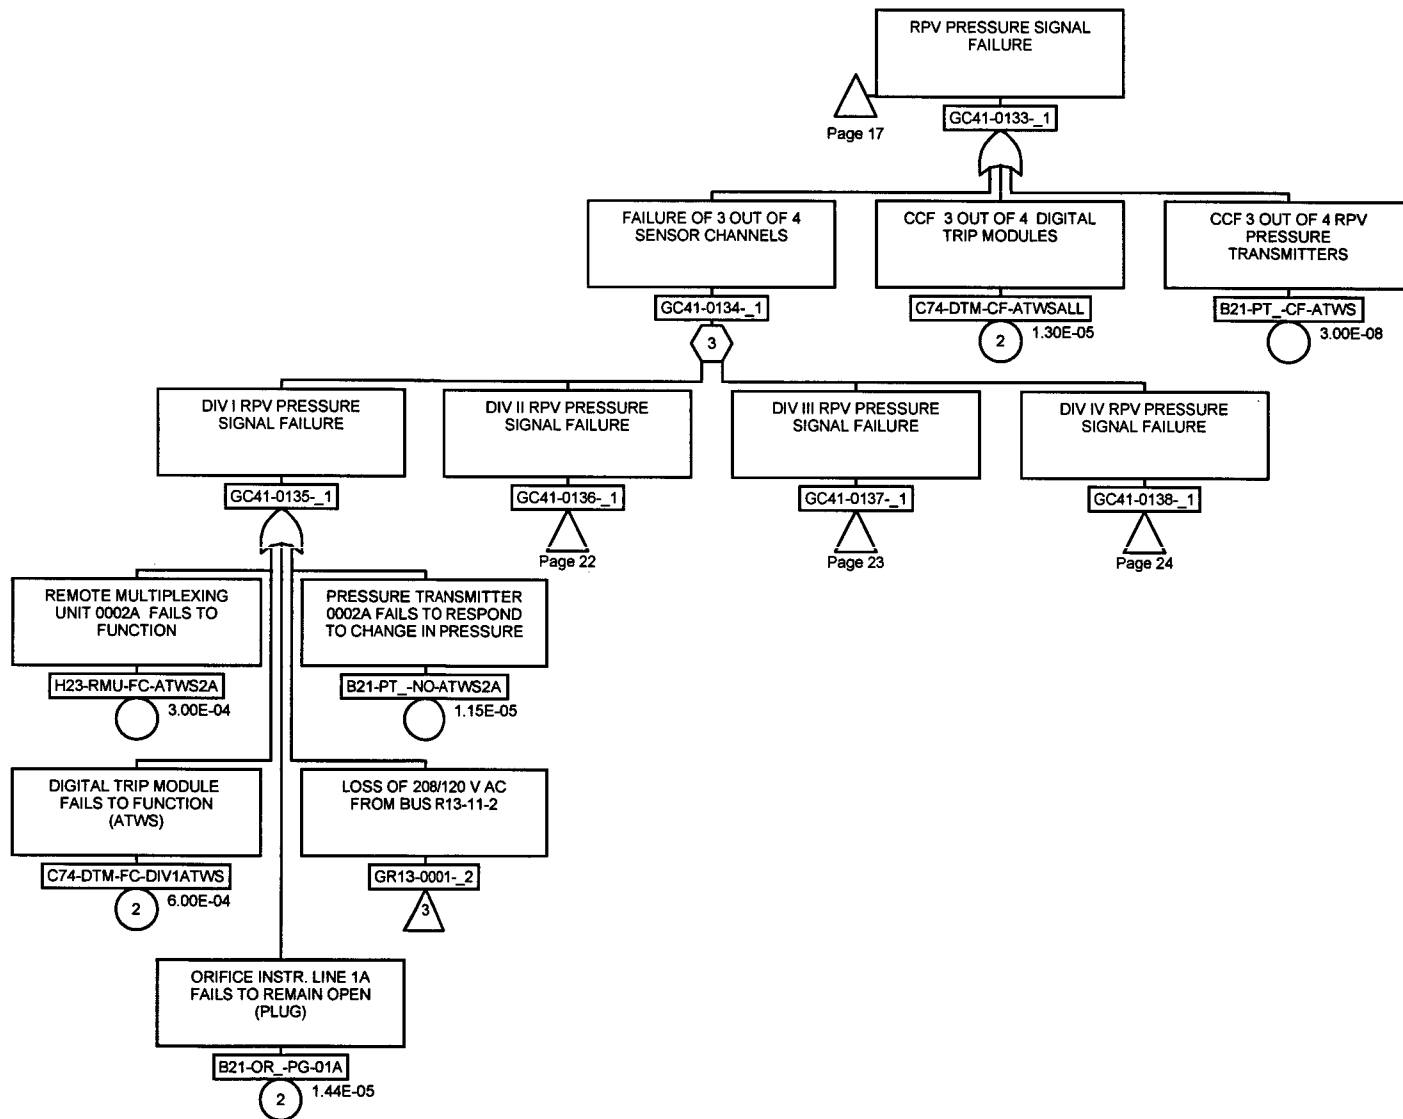 RPV PRESSURE SIGNAL
FAILURE
Page 17
GC41-0133-_1
FAILURE OF 3 OUT OF 4
SENSOR CHANNELS
GC41-0134-_1
3
CCF 3 OUT OF 4 DIGITAL
TRIP MODULES
C74-DTM-CF-ATWSALL
2
1.30E-05
CCF 3 OUT OF 4 RPV
PRESSURE
TRANSMITTERS
B21-PT_-CF-ATWS
3.00E-08
DIV I RPV PRESSURE
SIGNAL FAILURE
GC41-0135-_1
DIV II RPV PRESSURE
SIGNAL FAILURE
GC41-0136-_1
Page 22
DIV III RPV PRESSURE
SIGNAL FAILURE
GC41-0137-_1
Page 23
DIV IV RPV PRESSURE
SIGNAL FAILURE
GC41-0138-_1
Page 24
REMOTE MULTIPLEXING
UNIT 0002A FAILS TO
FUNCTION
H23-RMU-FC-ATWS2A
3.00E-04
PRESSURE TRANSMITTER
0002A FAILS TO RESPOND
TO CHANGE IN PRESSURE
B21-PT_-NO-ATWS2A
1.15E-05
DIGITAL TRIP MODULE
FAILS TO FUNCTION
(ATWS)
C74-DTM-FC-DIV1ATWS
2
6.00E-04
LOSS OF 208/120 V AC
FROM BUS R13-11-2
GR13-0001-_2
3
ORIFICE INSTR. LINE 1A
FAILS TO REMAIN OPEN
(PLUG)
B21-OR_-PG-01A
2
1.44E-05